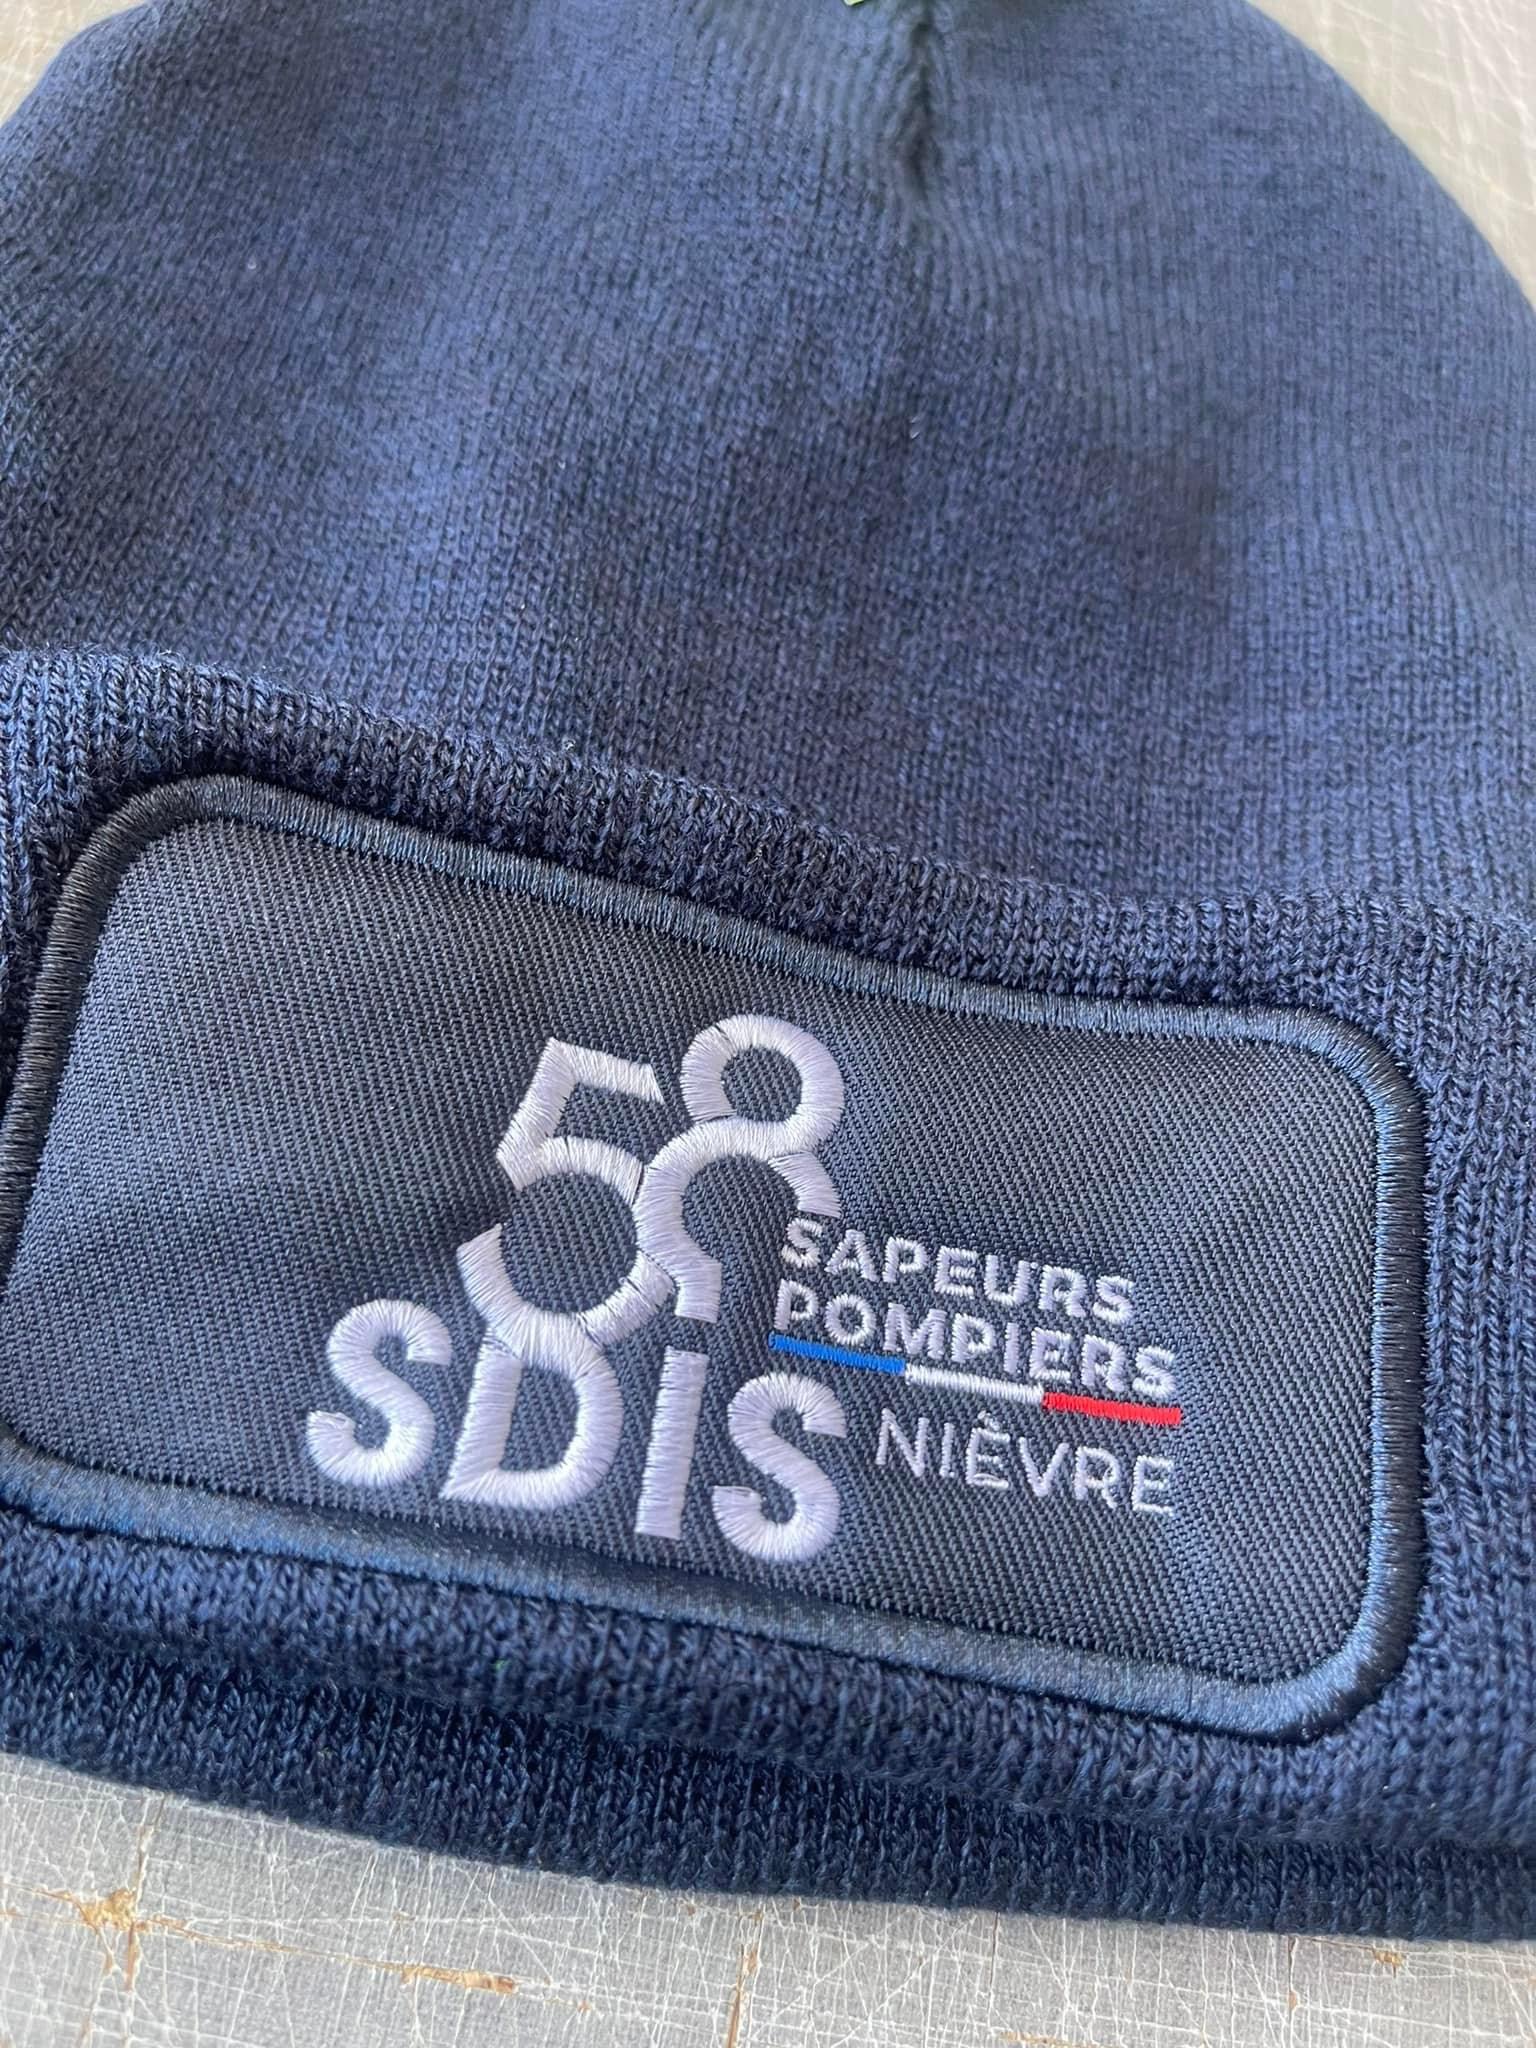 58
SAPEURS
POMPIERS
SDIS NIÈVRE